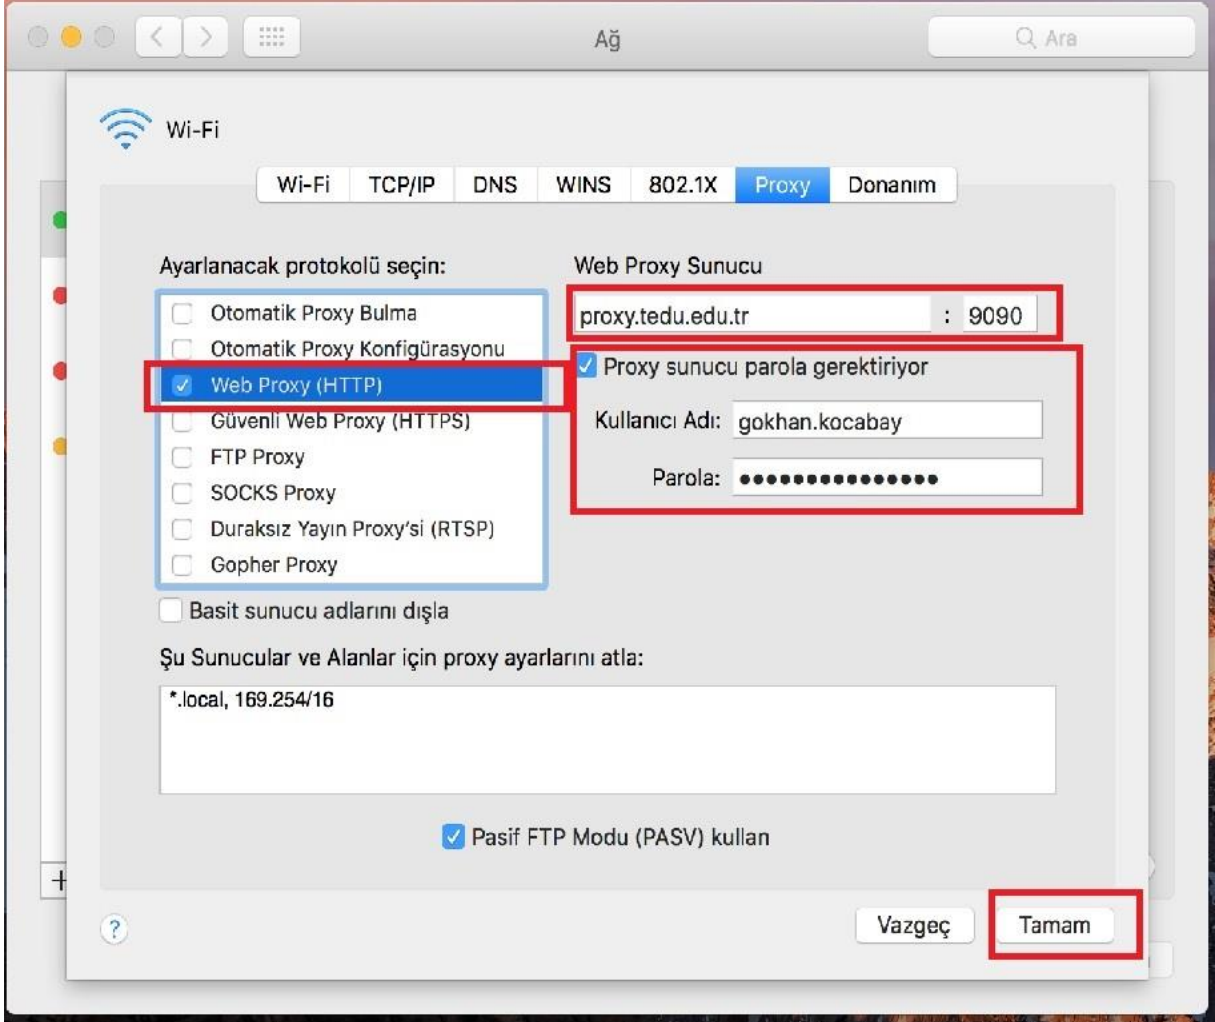 Ağ
Ara
Wi-Fi
Wi-Fi TCP/IP DNS WINS 802.1X Proxy Donanım
Ayarlanacak protokolü seçin:
Otomatik Proxy Bulma
Otomatik Proxy Konfigürasyonu
Web Proxy (HTTP)
Güvenli Web Proxy (HTTPS)
FTP Proxy
SOCKS Proxy
Duraksız Yayın Proxy'si (RTSP)
Gopher Proxy
Web Proxy Sunucu
proxy.tedu.edu.tr : 9090
Proxy sunucu parola gerektiriyor
Kullanıcı Adı: gokhan.kocabay
Parola: ●●●●●●●●●●●●●●●
Basit sunucu adlarını dışla
Şu Sunucular ve Alanlar için proxy ayarlarını atla:
*.local, 169.254/16
Pasif FTP Modu (PASV) kullan
+
?
Vazgeç
Tamam